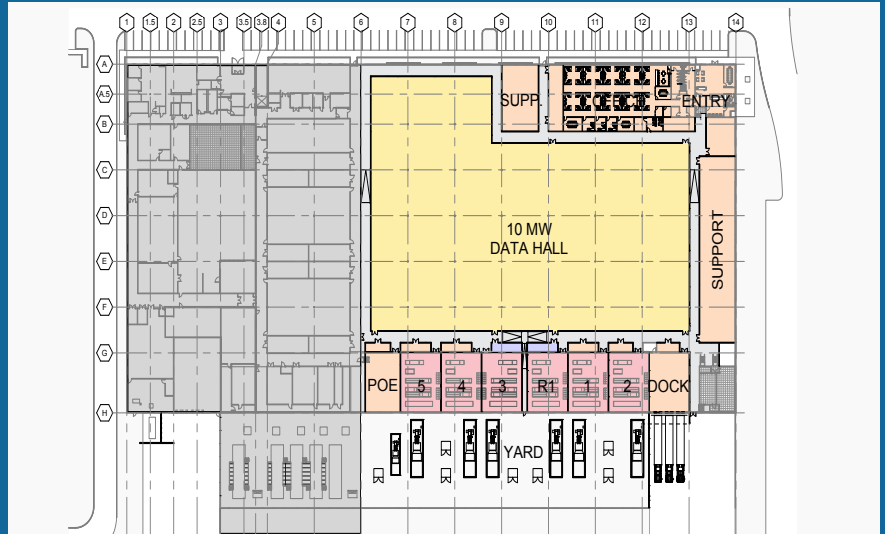 1 1.5 2 2.5 3 3.5 3.8 4 5 6 7 8 9 10 11 12 13 14
A
A.5
B
C
D
E
F
G
H
SUPP.
OFFICE
ENTRY
10 MW
DATA HALL
SUPPORT
POE
5
4
3
R1
1
2
DOCK
YARD